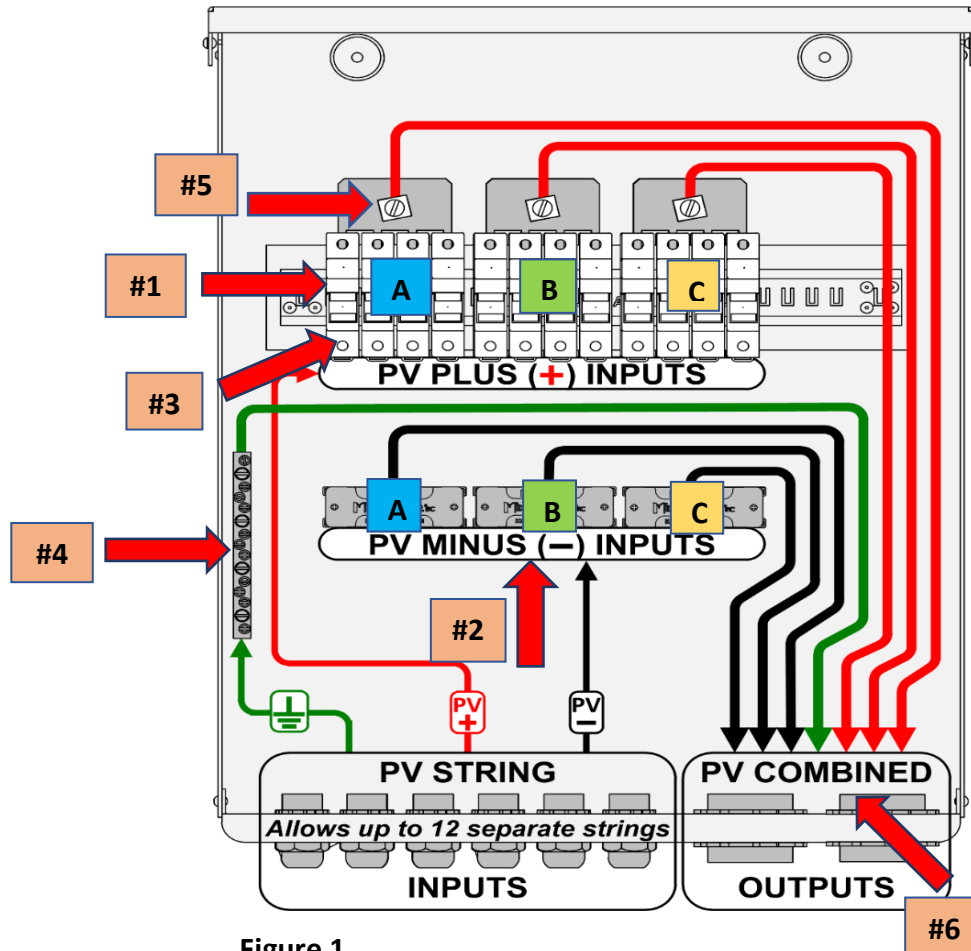 #5
#1
A
B
C
#3
PV PLUS (+) INPUTS
#4
A
B
C
PV MINUS (−) INPUTS
#2
PV
+
PV
−
PV STRING
PV COMBINED
Allows up to 12 separate strings
INPUTS
OUTPUTS
#6
Figure 1